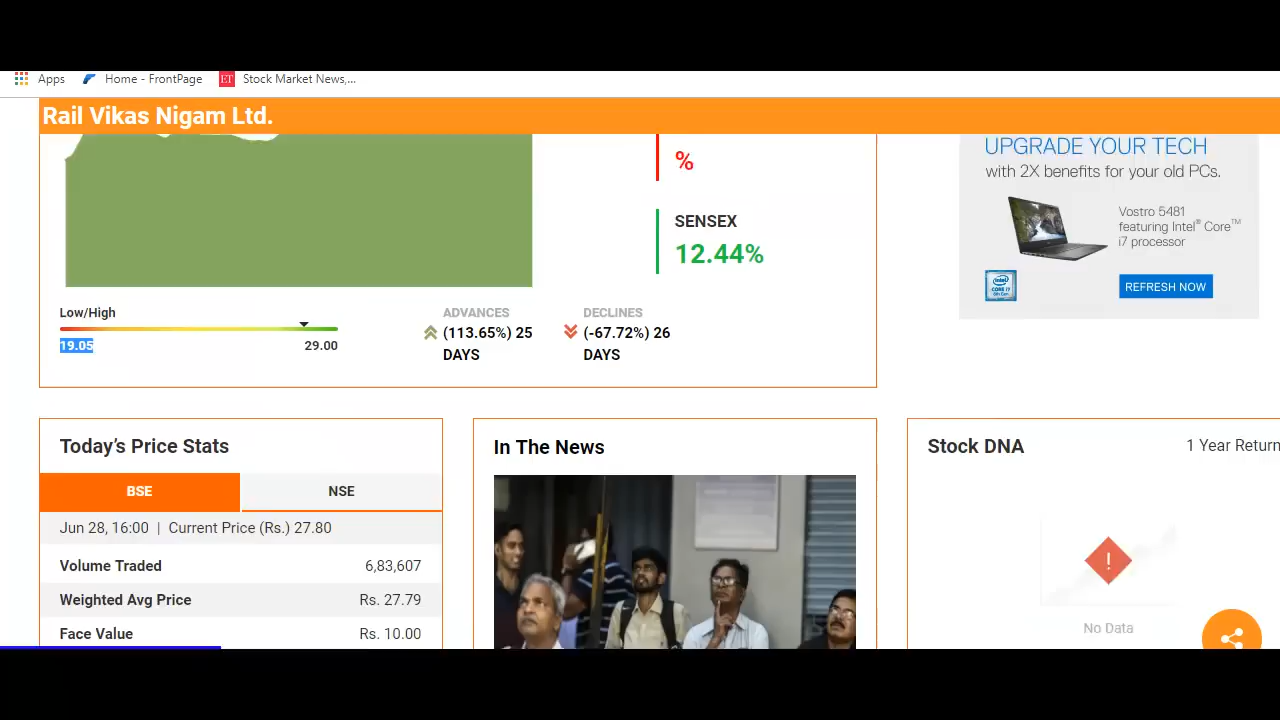 Apps Home - FrontPage ET Stock Market News,...
Rail Vikas Nigam Ltd.
%
SENSEX
12.44%
Low/High
19.05 29.00
ADVANCES
(113.65%) 25
DAYS
DECLINES
(-67.72%) 26
DAYS
UPGRADE YOUR TECH
with 2X benefits for your old PCs.
Vostro 5481
featuring Intel® Core™
i7 processor
REFRESH NOW
Today's Price Stats
BSE NSE
Jun 28, 16:00 | Current Price (Rs.) 27.80
Volume Traded 6,83,607
Weighted Avg Price Rs. 27.79
Face Value Rs. 10.00
In The News
Stock DNA 1 Year Return
!
No Data